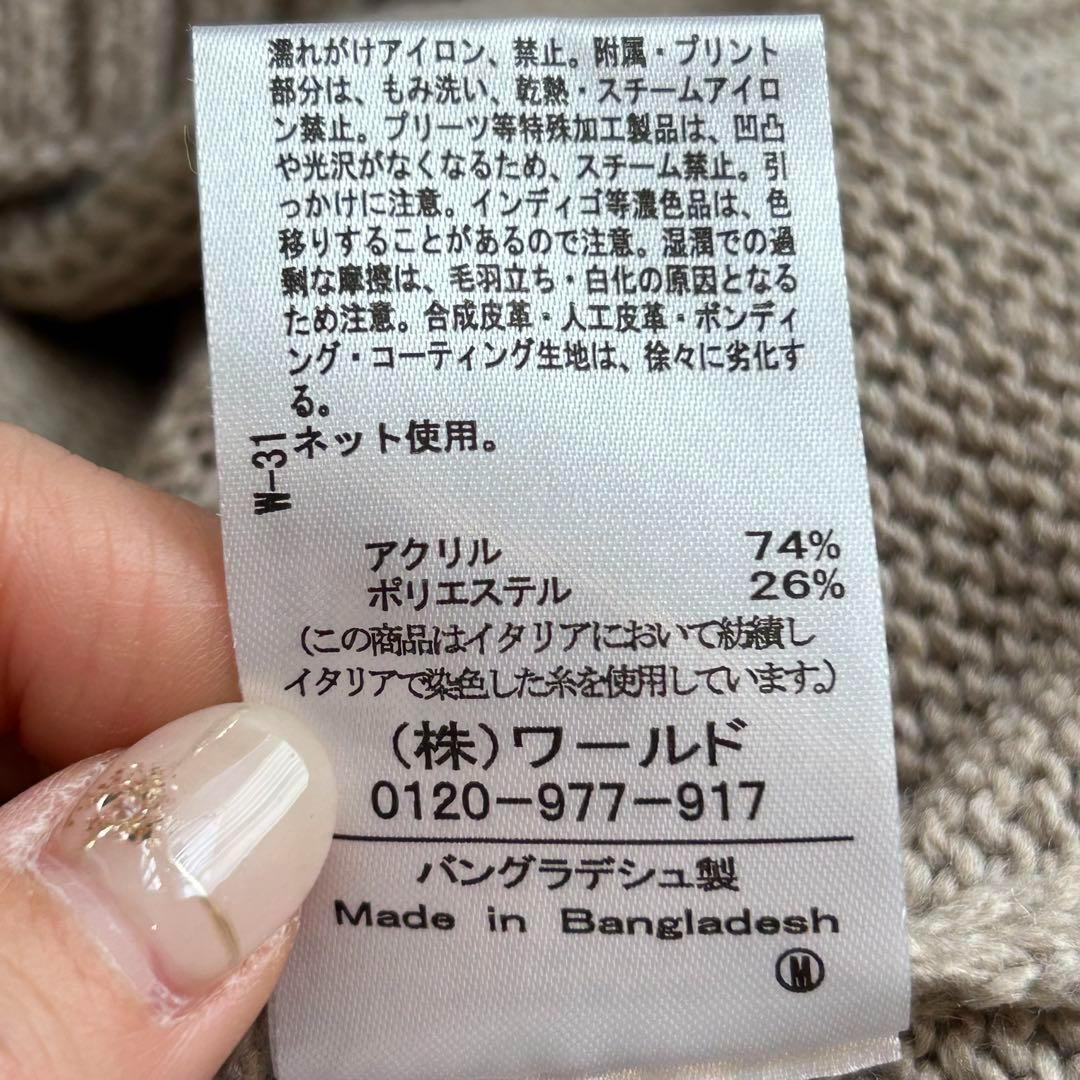 濡れがけアイロン、禁止。附属・プリント
部分は、もみ洗い、乾熱・スチームアイロ
ン禁止。プリーツ等特殊加工製品は、凹凸
や光沢がなくなるため、スチーム禁止。引
っかけに注意。インディゴ等濃色品は、色
移りすることがあるので注意。湿潤での過
剰な摩擦は、毛羽立ち・白化の原因となる
ため注意。合成皮革・人工皮革・ボンディ
ング・コーティング生地は、徐々に劣化す
る。
ネット使用。
W-31
アクリル 74%
ポリエステル 26%
(この商品はイタリアにおいて紡績し
イタリアで染色した糸を使用しています。)
(株)ワールド
0120-977-917
バングラデシュ製
Made in Bangladesh
M